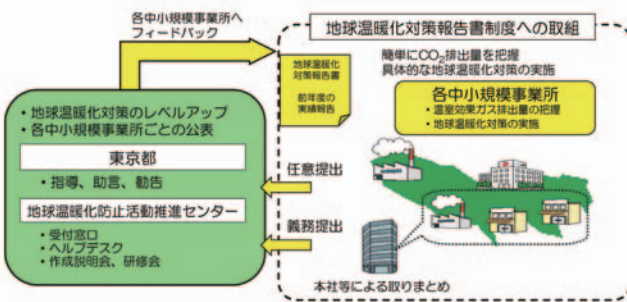 各中小規模事業所へ
フィードバック
地球温暖化対策報告書制度への取組
地球温暖化
対策報告書
前年度の
実績報告
簡単にCO₂排出量を把握
具体的な地球温暖化対策の実施
各中小規模事業所
・温室効果ガス排出量の把握
・地球温暖化対策の実施
・地球温暖化対策のレベルアップ
・各中小規模事業所ごとの公表
東京都
・指導、助言、勧告
地球温暖化防止活動推進センター
・受付窓口
・ヘルプデスク
・作成説明会、研修会
任意提出
義務提出
本社等による取りまとめ